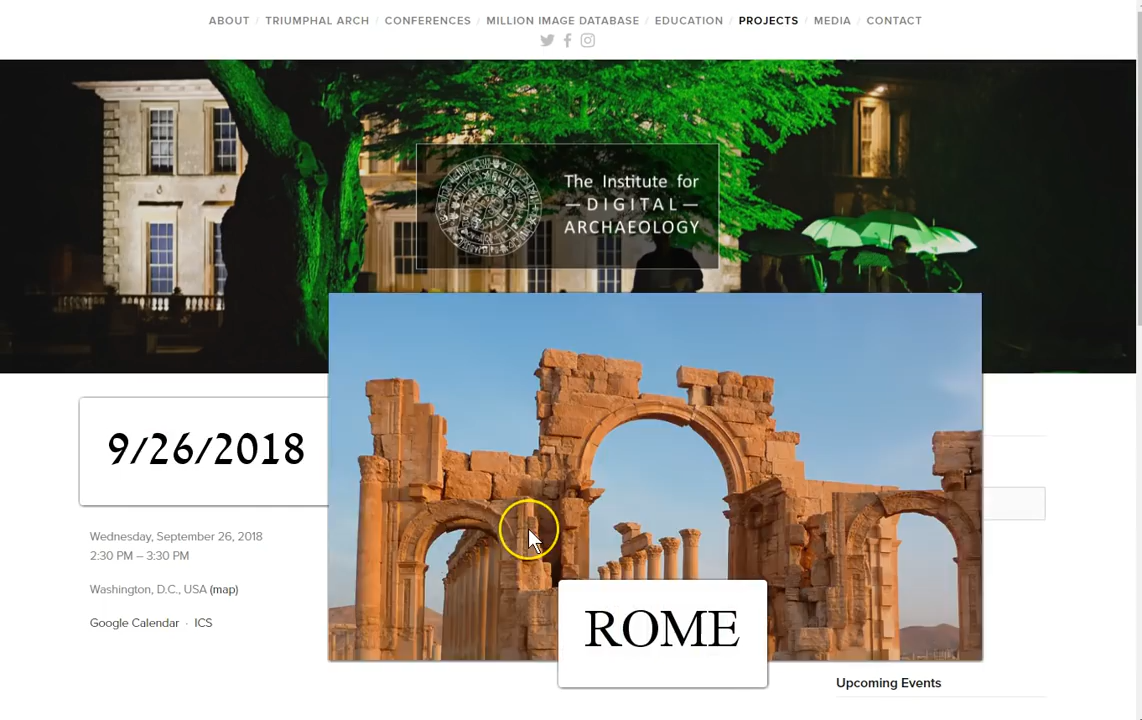 ABOUT / TRIUMPHAL ARCH / CONFERENCES / MILLION IMAGE DATABASE / EDUCATION / PROJECTS / MEDIA / CONTACT
The Institute for
— DIGITAL —
ARCHAEOLOGY
9/26/2018
Wednesday, September 26, 2018
2:30 PM – 3:30 PM
Washington, D.C., USA (map)
Google Calendar · ICS
ROME
Upcoming Events